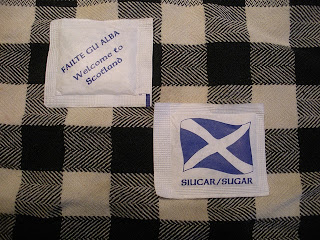 FAILTE GU ALBA
Welcome to
Scotland
SIUCAR/SUGAR